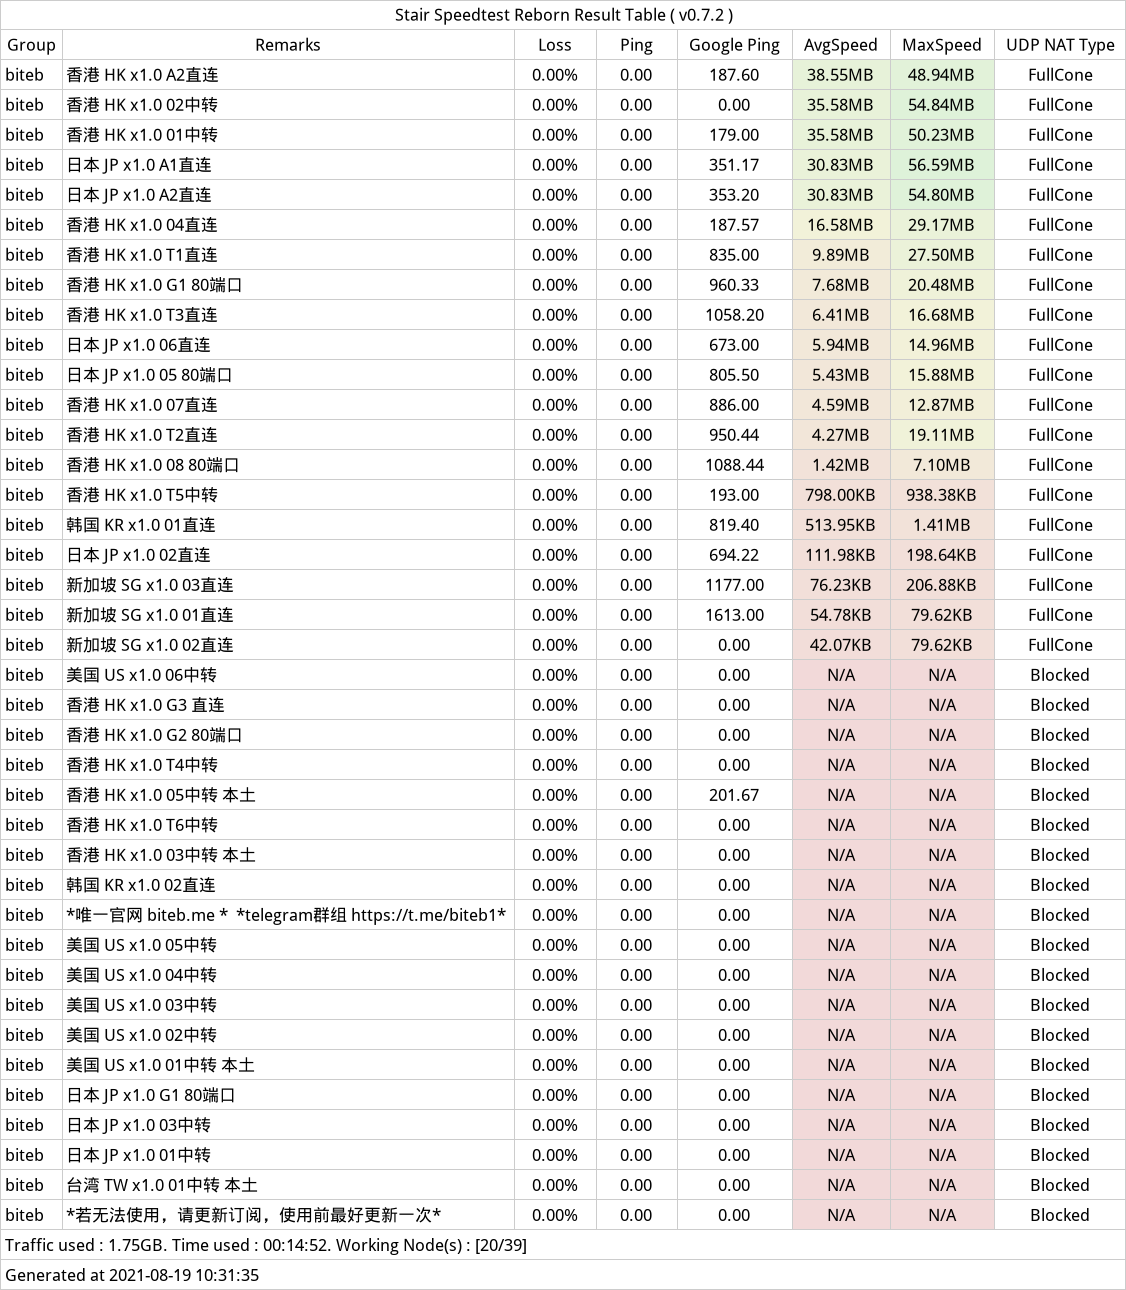 Stair Speedtest Reborn Result Table ( v0.7.2 )
Group Remarks Loss Ping Google Ping AvgSpeed MaxSpeed UDP NAT Type
biteb 香港 HK x1.0 A2直连 0.00% 0.00 187.60 38.55MB 48.94MB FullCone
biteb 香港 HK x1.0 02中转 0.00% 0.00 0.00 35.58MB 54.84MB FullCone
biteb 香港 HK x1.0 01中转 0.00% 0.00 179.00 35.58MB 50.23MB FullCone
biteb 日本 JP x1.0 A1直连 0.00% 0.00 351.17 30.83MB 56.59MB FullCone
biteb 日本 JP x1.0 A2直连 0.00% 0.00 353.20 30.83MB 54.80MB FullCone
biteb 香港 HK x1.0 04直连 0.00% 0.00 187.57 16.58MB 29.17MB FullCone
biteb 香港 HK x1.0 T1直连 0.00% 0.00 835.00 9.89MB 27.50MB FullCone
biteb 香港 HK x1.0 G1 80端口 0.00% 0.00 960.33 7.68MB 20.48MB FullCone
biteb 香港 HK x1.0 T3直连 0.00% 0.00 1058.20 6.41MB 16.68MB FullCone
biteb 日本 JP x1.0 06直连 0.00% 0.00 673.00 5.94MB 14.96MB FullCone
biteb 日本 JP x1.0 05 80端口 0.00% 0.00 805.50 5.43MB 15.88MB FullCone
biteb 香港 HK x1.0 07直连 0.00% 0.00 886.00 4.59MB 12.87MB FullCone
biteb 香港 HK x1.0 T2直连 0.00% 0.00 950.44 4.27MB 19.11MB FullCone
biteb 香港 HK x1.0 08 80端口 0.00% 0.00 1088.44 1.42MB 7.10MB FullCone
biteb 香港 HK x1.0 T5中转 0.00% 0.00 193.00 798.00KB 938.38KB FullCone
biteb 韩国 KR x1.0 01直连 0.00% 0.00 819.40 513.95KB 1.41MB FullCone
biteb 日本 JP x1.0 02直连 0.00% 0.00 694.22 111.98KB 198.64KB FullCone
biteb 新加坡 SG x1.0 03直连 0.00% 0.00 1177.00 76.23KB 206.88KB FullCone
biteb 新加坡 SG x1.0 01直连 0.00% 0.00 1613.00 54.78KB 79.62KB FullCone
biteb 新加坡 SG x1.0 02直连 0.00% 0.00 0.00 42.07KB 79.62KB FullCone
biteb 美国 US x1.0 06中转 0.00% 0.00 0.00 N/A N/A Blocked
biteb 香港 HK x1.0 G3 直连 0.00% 0.00 0.00 N/A N/A Blocked
biteb 香港 HK x1.0 G2 80端口 0.00% 0.00 0.00 N/A N/A Blocked
biteb 香港 HK x1.0 T4中转 0.00% 0.00 0.00 N/A N/A Blocked
biteb 香港 HK x1.0 05中转 本土 0.00% 0.00 201.67 N/A N/A Blocked
biteb 香港 HK x1.0 T6中转 0.00% 0.00 0.00 N/A N/A Blocked
biteb 香港 HK x1.0 03中转 本土 0.00% 0.00 0.00 N/A N/A Blocked
biteb 韩国 KR x1.0 02直连 0.00% 0.00 0.00 N/A N/A Blocked
biteb *唯一官网 biteb.me * *telegram群组 https://t.me/biteb1* 0.00% 0.00 0.00 N/A N/A Blocked
biteb 美国 US x1.0 05中转 0.00% 0.00 0.00 N/A N/A Blocked
biteb 美国 US x1.0 04中转 0.00% 0.00 0.00 N/A N/A Blocked
biteb 美国 US x1.0 03中转 0.00% 0.00 0.00 N/A N/A Blocked
biteb 美国 US x1.0 02中转 0.00% 0.00 0.00 N/A N/A Blocked
biteb 美国 US x1.0 01中转 本土 0.00% 0.00 0.00 N/A N/A Blocked
biteb 日本 JP x1.0 G1 80端口 0.00% 0.00 0.00 N/A N/A Blocked
biteb 日本 JP x1.0 03中转 0.00% 0.00 0.00 N/A N/A Blocked
biteb 日本 JP x1.0 01中转 0.00% 0.00 0.00 N/A N/A Blocked
biteb 台湾 TW x1.0 01中转 本土 0.00% 0.00 0.00 N/A N/A Blocked
biteb *若无法使用，请更新订阅，使用前最好更新一次* 0.00% 0.00 0.00 N/A N/A Blocked
Traffic used : 1.75GB. Time used : 00:14:52. Working Node(s) : [20/39]
Generated at 2021-08-19 10:31:35